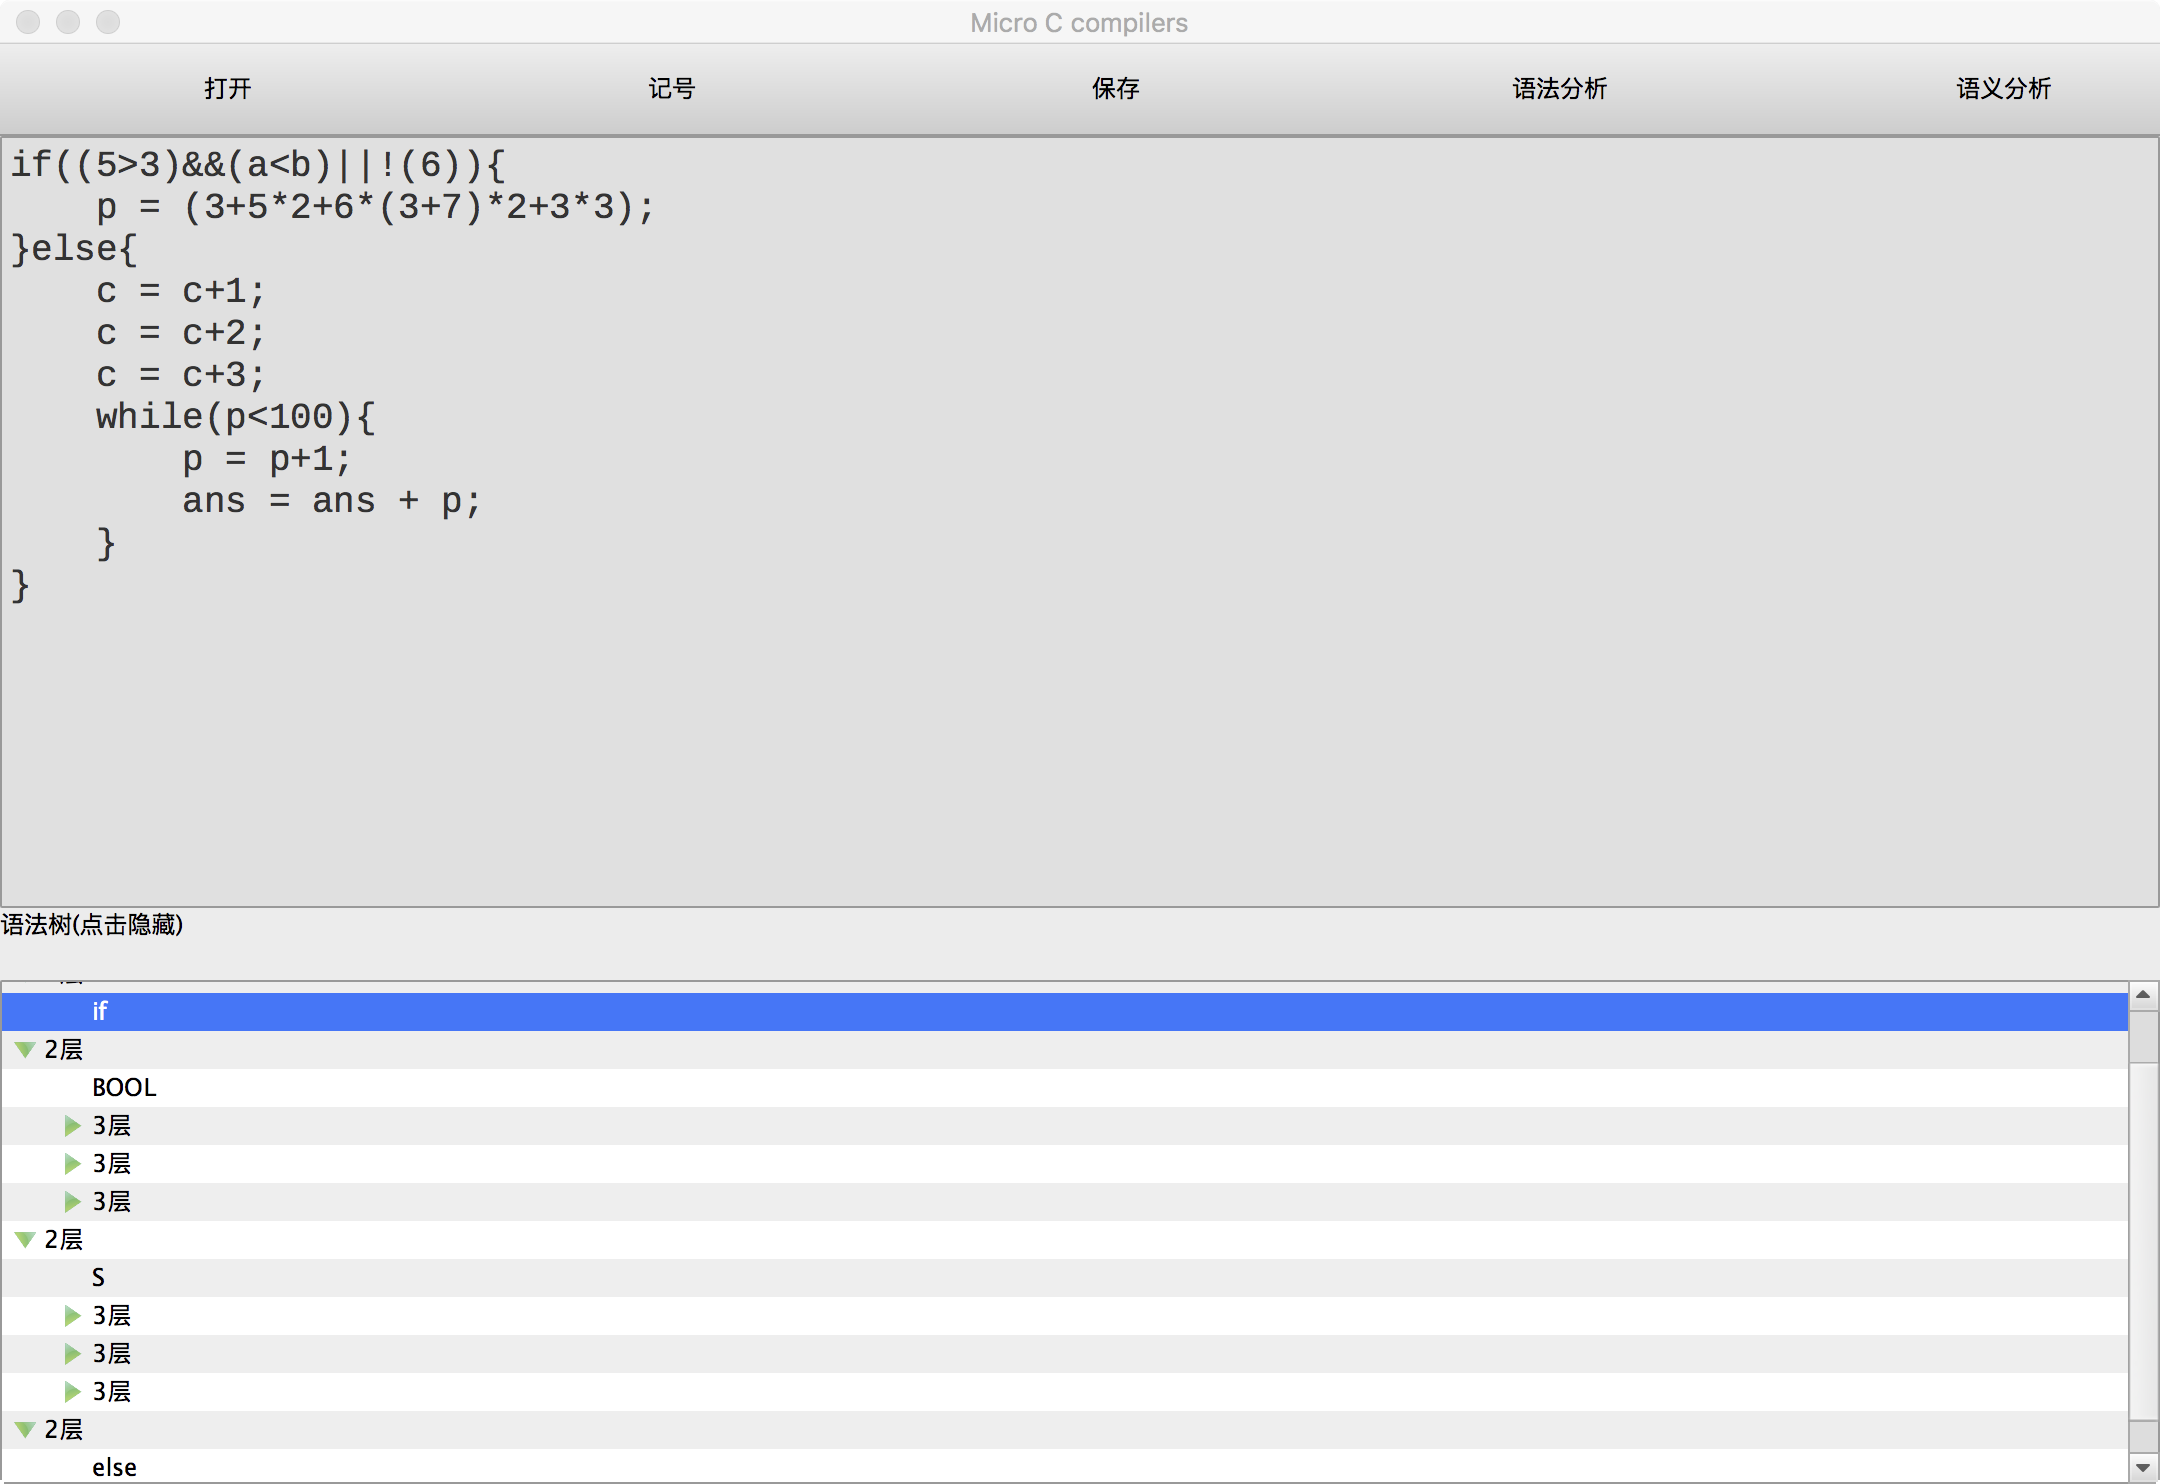 Micro C compilers
打开 记号 保存 语法分析 语义分析
if((5>3)&&(a<b)||!(6)){
    p = (3+5*2+6*(3+7)*2+3*3);
}else{
    c = c+1;
    c = c+2;
    c = c+3;
    while(p<100){
        p = p+1;
        ans = ans + p;
    }
}
语法树(点击隐藏)
if
2层
BOOL
3层
3层
3层
2层
S
3层
3层
3层
2层
else